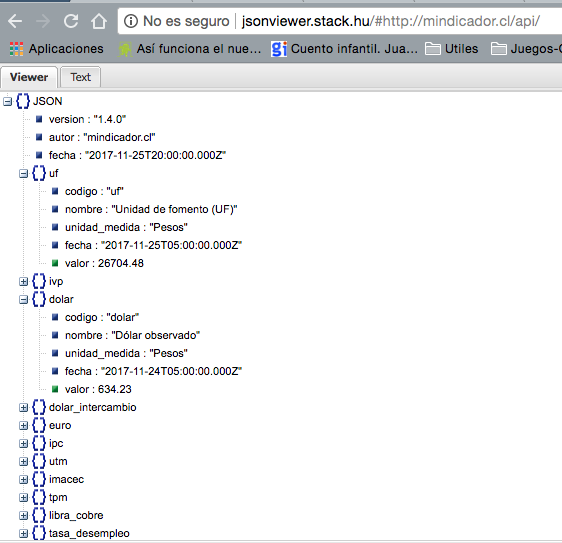 No es seguro | jsonviewer.stack.hu/#http://mindicador.cl/api/
Aplicaciones Así funciona el nue... gi Cuento infantil. Jua... Utiles Juegos-
Viewer Text
JSON
version : "1.4.0"
autor : "mindicador.cl"
fecha : "2017-11-25T20:00:00.000Z"
uf
codigo : "uf"
nombre : "Unidad de fomento (UF)"
unidad_medida : "Pesos"
fecha : "2017-11-25T05:00:00.000Z"
valor : 26704.48
ivp
dolar
codigo : "dolar"
nombre : "Dólar observado"
unidad_medida : "Pesos"
fecha : "2017-11-24T05:00:00.000Z"
valor : 634.23
dolar_intercambio
euro
ipc
utm
imacec
tpm
libra_cobre
tasa_desempleo